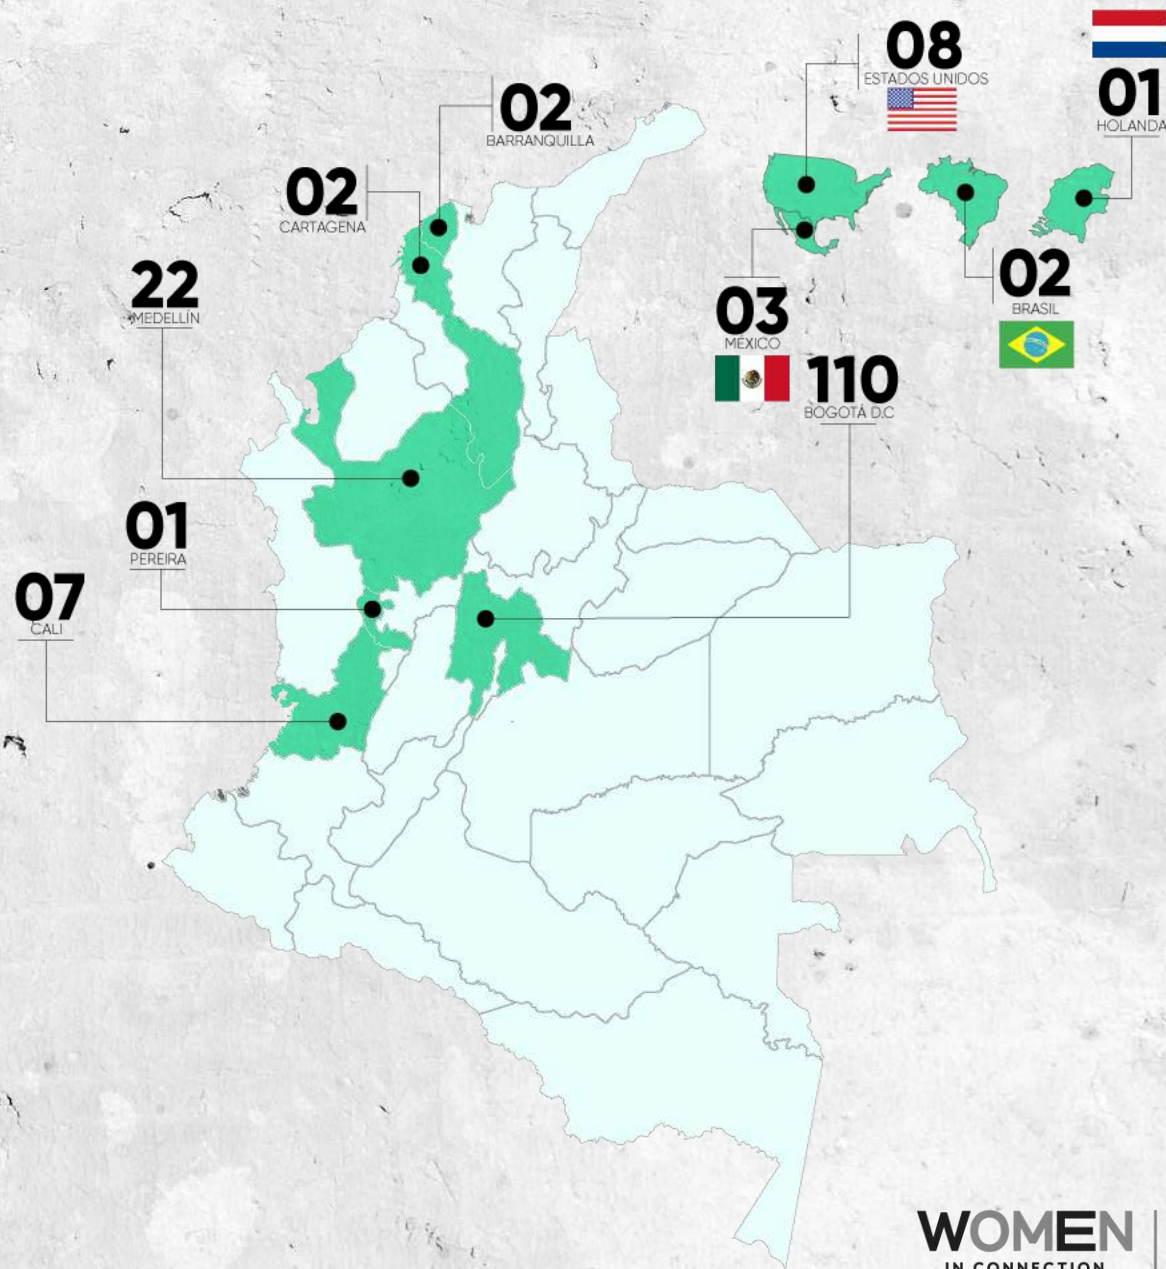 08
ESTADOS UNIDOS
01
HOLANDA
02
BARRANQUILLA
02
CARTAGENA
22
MEDELLÍN
03
MÉXICO
02
BRASIL
110
BOGOTÁ D.C
01
PEREIRA
07
CALI
WOMEN
IN CONNECTION